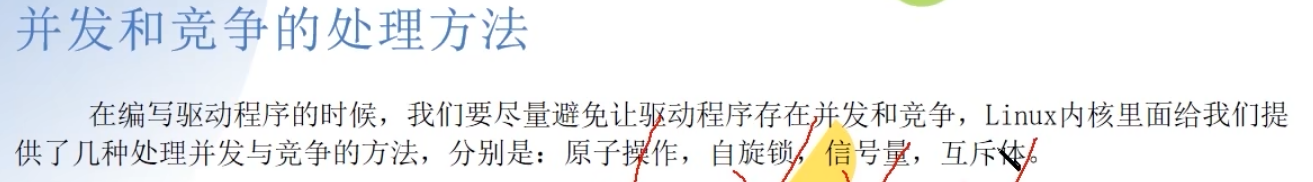 并发和竞争的处理方法
在编写驱动程序的时候，我们要尽量避免让驱动程序存在并发和竞争，Linux内核里面给我们提
供了几种处理并发与竞争的方法，分别是：原子操作，自旋锁，信号量，互斥体。